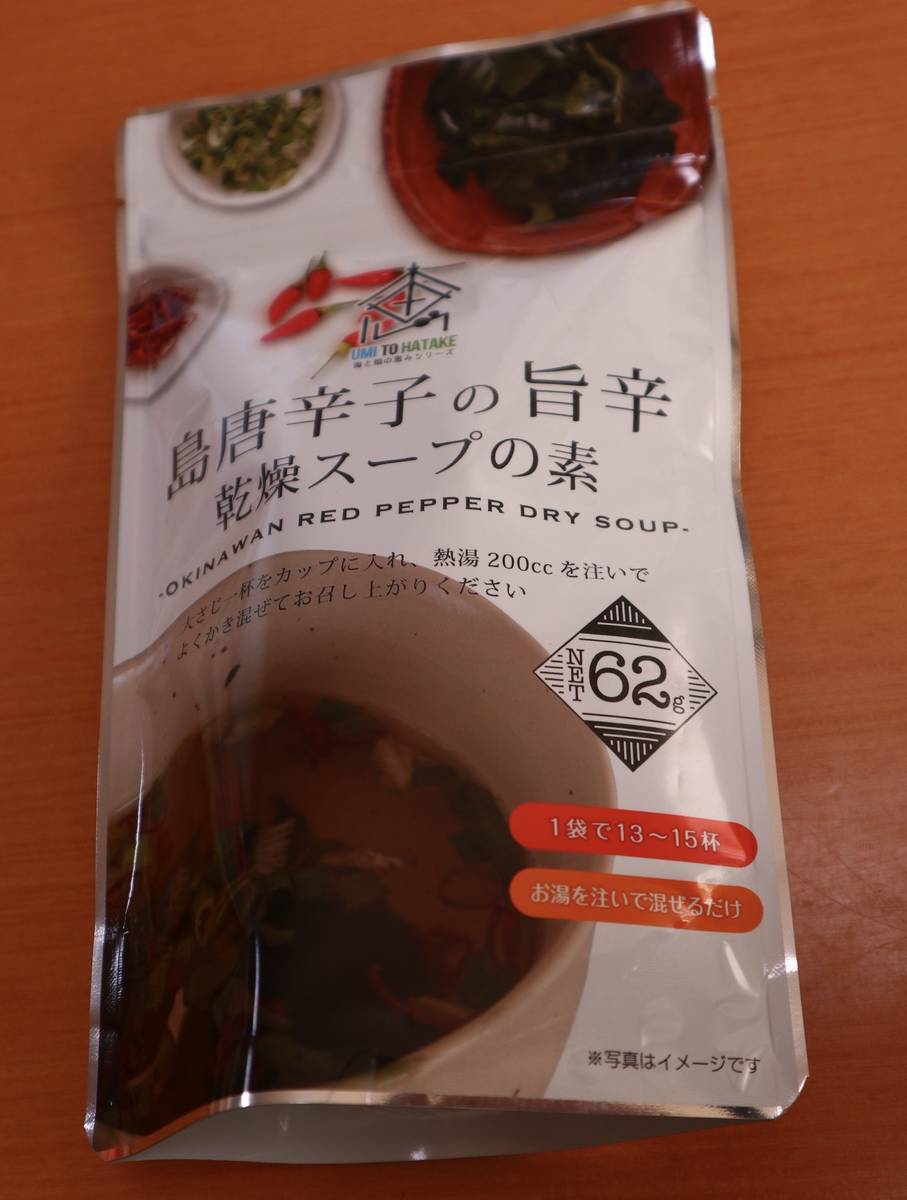 UMI TO HATAKE
海と畑の恵みシリーズ
島唐辛子の旨辛
乾燥スープの素
-OKINAWAN RED PEPPER DRY SOUP-
大さじ一杯をカップに入れ、熱湯200ccを注いで
よくかき混ぜてお召し上がりください
NET 62g
1袋で13〜15杯
お湯を注いで混ぜるだけ
※写真はイメージです